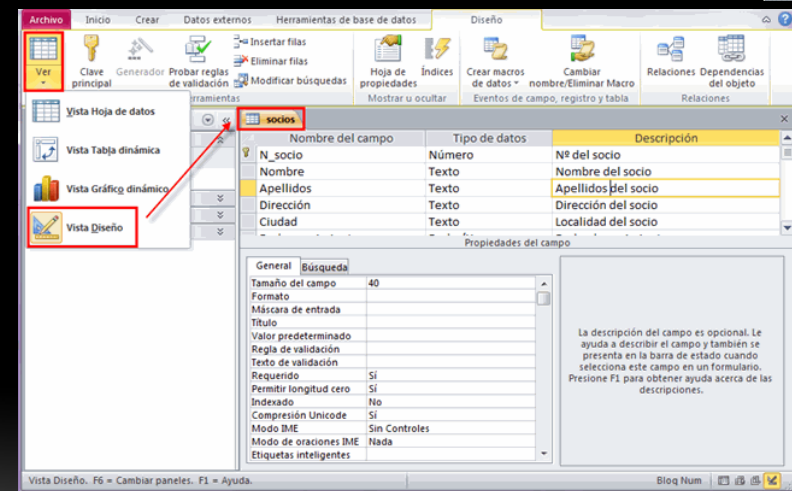 Archivo Inicio Crear Datos externos Herramientas de base de datos Diseño
Ver
Clave principal
Generador
Probar reglas de validación
Insertar filas
Eliminar filas
Modificar búsquedas
Hoja de propiedades
Índices
Crear macros de datos
Cambiar nombre/Eliminar Macro
Relaciones
Dependencias del objeto
Mostrar u ocultar
Eventos de campo, registro y tabla
Relaciones
Vista Hoja de datos
Vista Tabla dinámica
Vista Gráfico dinámico
Vista Diseño
socios
Nombre del campo Tipo de datos Descripción
N_socio Número Nº del socio
Nombre Texto Nombre del socio
Apellidos Texto Apellidos del socio
Dirección Texto Dirección del socio
Ciudad Texto Localidad del socio
Propiedades del campo
General Búsqueda
Tamaño del campo 40
Formato
Máscara de entrada
Título
Valor predeterminado
Regla de validación
Texto de validación
Requerido Sí
Permitir longitud cero Sí
Indexado No
Compresión Unicode Sí
Modo IME Sin Controles
Modo de oraciones IME Nada
Etiquetas inteligentes
La descripción del campo es opcional. Le
ayuda a describir el campo y también se
presenta en la barra de estado cuando
selecciona este campo en un formulario.
Presione F1 para obtener ayuda acerca de las
descripciones.
Vista Diseño. F6 = Cambiar paneles. F1 = Ayuda. Bloq Num